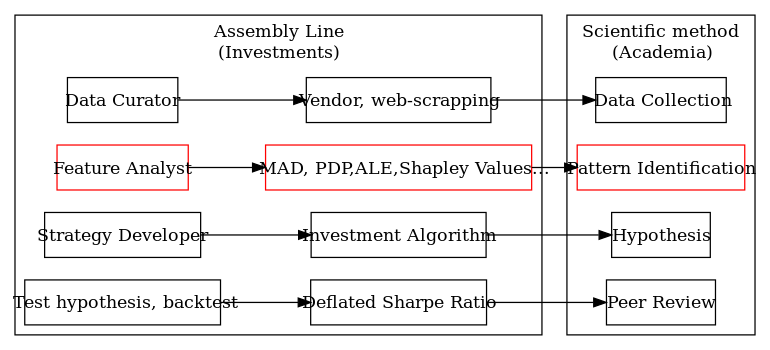 Assembly Line
(Investments)
Scientific method
(Academia)
Data Curator
Vendor, web-scrapping
Data Collection
Feature Analyst
MAD, PDP,ALE,Shapley Values...
Pattern Identification
Strategy Developer
Investment Algorithm
Hypothesis
Test hypothesis, backtest
Deflated Sharpe Ratio
Peer Review